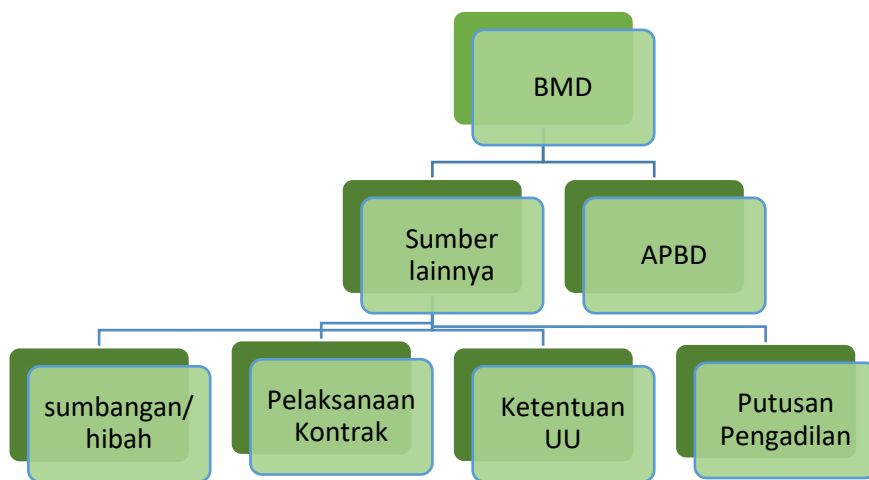 BMD
Sumber
lainnya
APBD
sumbangan/
hibah
Pelaksanaan
Kontrak
Ketentuan
UU
Putusan
Pengadilan